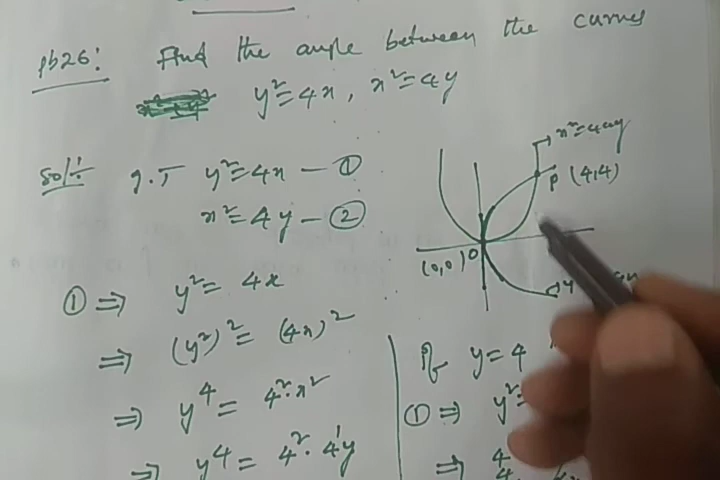 pb26: Find the angle between the curves
y²=4x, x²=4y
Sol: g.T y²=4x — ①
x²=4y — ②
① ⇒ y²= 4x
⇒ (y²)² = (4x)²
⇒ y⁴ = 4²·x²
⇒ y⁴ = 4²·4'y
x²=4ay
P (4,4)
(0,0) O
If y=4
① ⇒ y²=
⇒